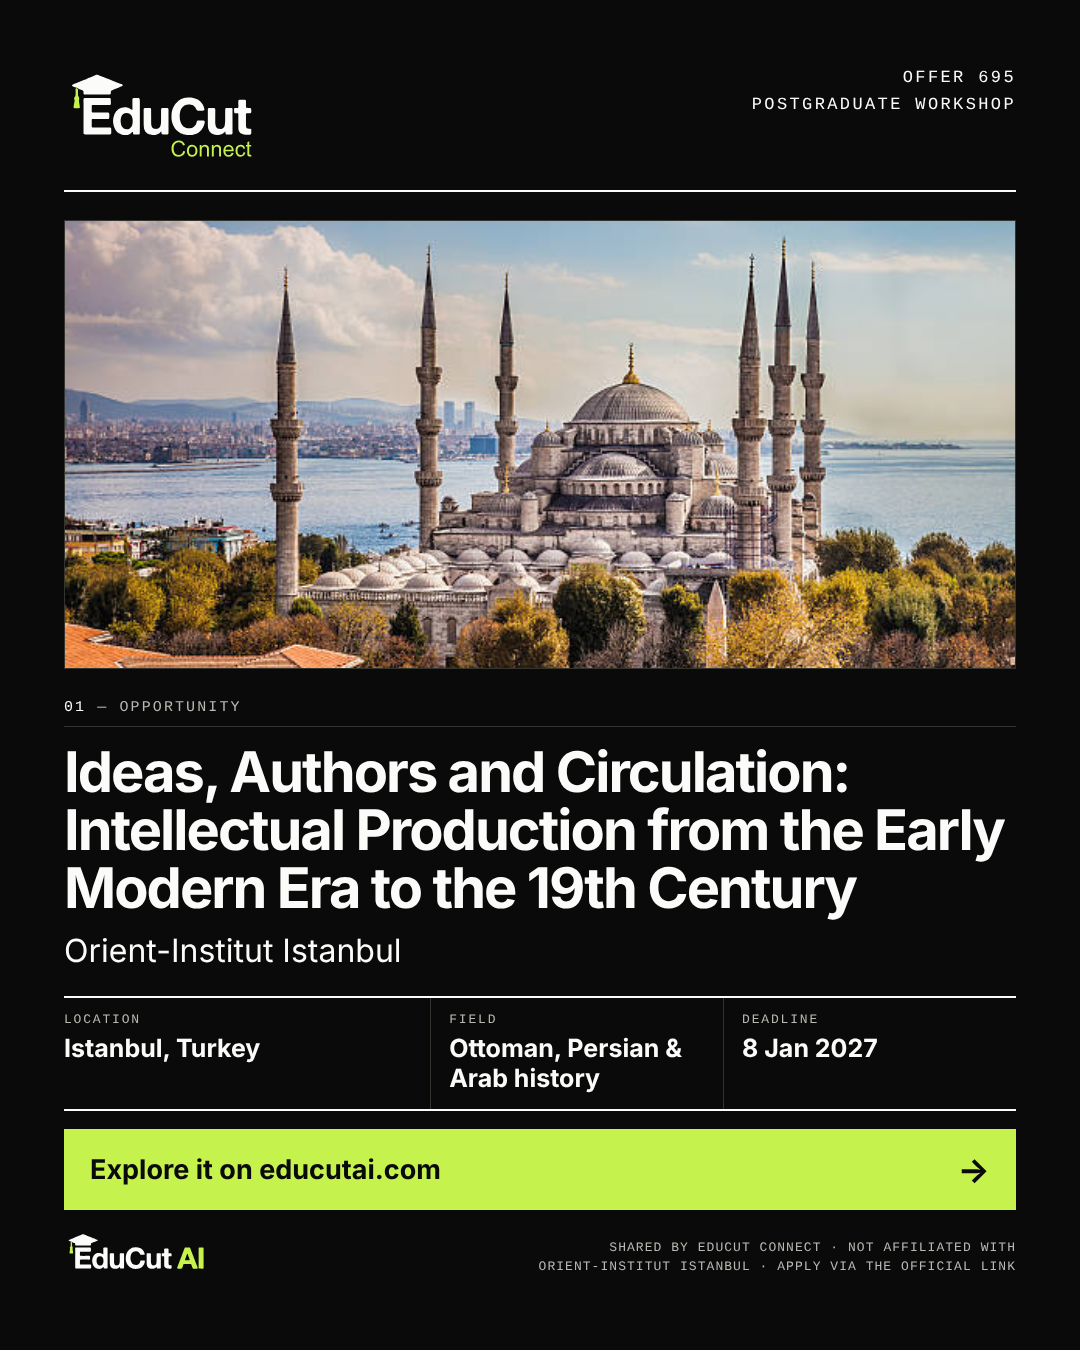 EduCut
Connect
OFFER 695
POSTGRADUATE WORKSHOP
01 — OPPORTUNITY
Ideas, Authors and Circulation:
Intellectual Production from the Early
Modern Era to the 19th Century
Orient-Institut Istanbul
LOCATION
Istanbul, Turkey
FIELD
Ottoman, Persian &
Arab history
DEADLINE
8 Jan 2027
Explore it on educutai.com →
EduCut AI
SHARED BY EDUCUT CONNECT · NOT AFFILIATED WITH
ORIENT-INSTITUT ISTANBUL · APPLY VIA THE OFFICIAL LINK